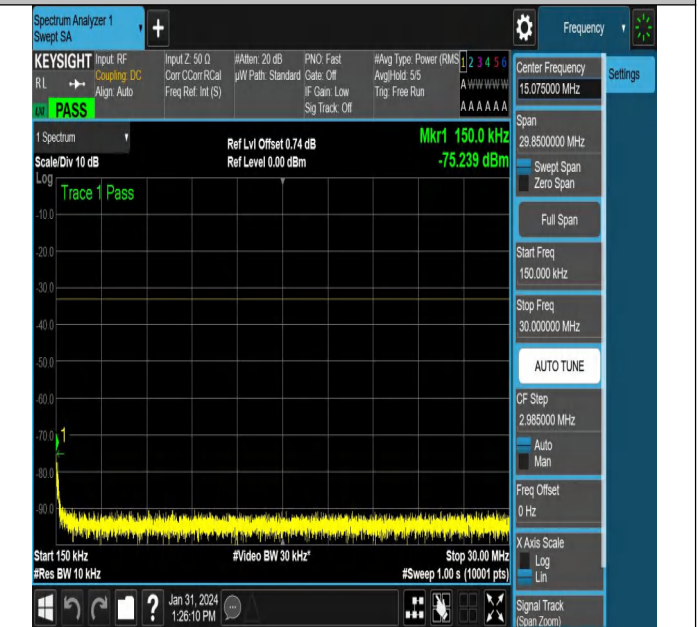 Spectrum Analyzer 1
Swept SA
+
Frequency
KEYSIGHT
RL
LXI
PASS
Input: RF
Coupling: DC
Align: Auto
Input Z: 50 Ω
Corr CCorr RCal
Freq Ref: Int (S)
#Atten: 20 dB
µW Path: Standard
PNO: Fast
Gate: Off
IF Gain: Low
Sig Track: Off
#Avg Type: Power (RMS
Avg|Hold: 5/5
Trig: Free Run
1 2 3 4 5 6
A W W W W W
A A A A A A
1 Spectrum
Scale/Div 10 dB
Log
Ref Lvl Offset 0.74 dB
Ref Level 0.00 dBm
Mkr1 150.0 kHz
-75.239 dBm
Trace 1 Pass
-10.0
-20.0
-30.0
-40.0
-50.0
-60.0
-70.0
1
-80.0
-90.0
Start 150 kHz
#Res BW 10 kHz
#Video BW 30 kHz*
Stop 30.00 MHz
#Sweep 1.00 s (10001 pts)
?
Jan 31, 2024
1:26:10 PM
Center Frequency
15.075000 MHz
Settings
Span
29.8500000 MHz
Swept Span
Zero Span
Full Span
Start Freq
150.000 kHz
Stop Freq
30.000000 MHz
AUTO TUNE
CF Step
2.985000 MHz
Auto
Man
Freq Offset
0 Hz
X Axis Scale
Log
Lin
Signal Track
(Span Zoom)